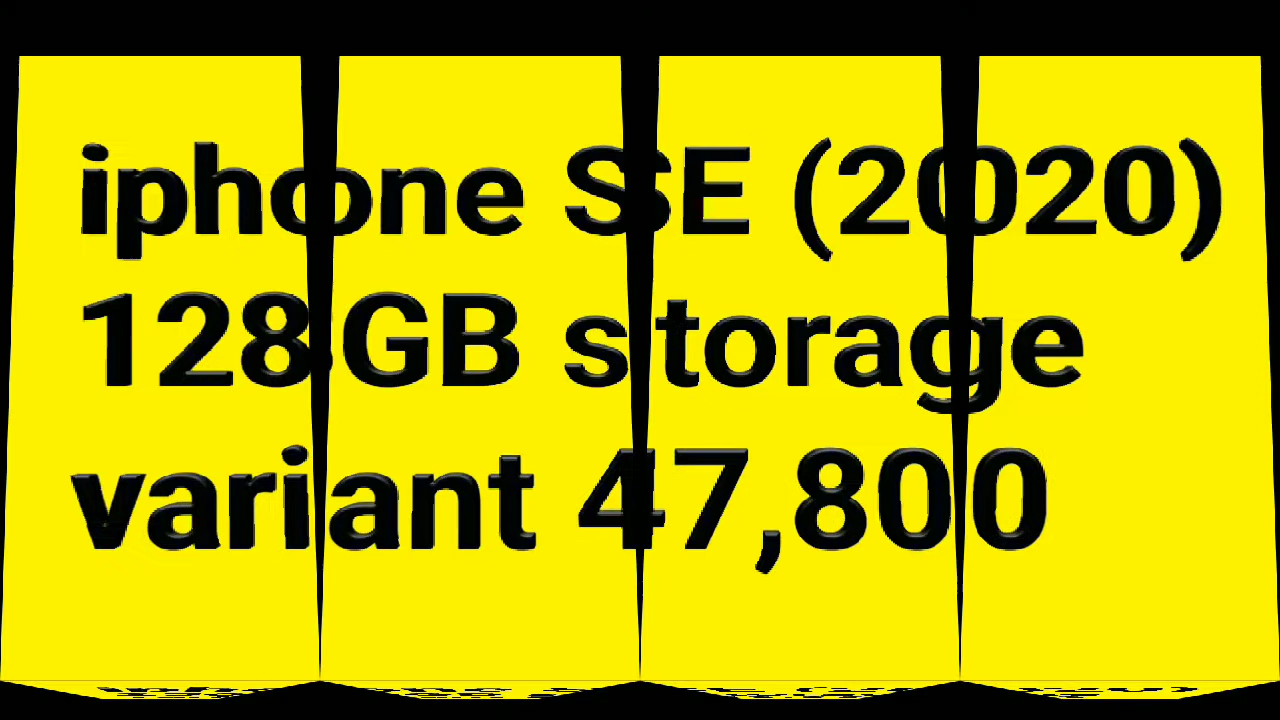 iphone SE (2020)
128GB storage
variant 47,800